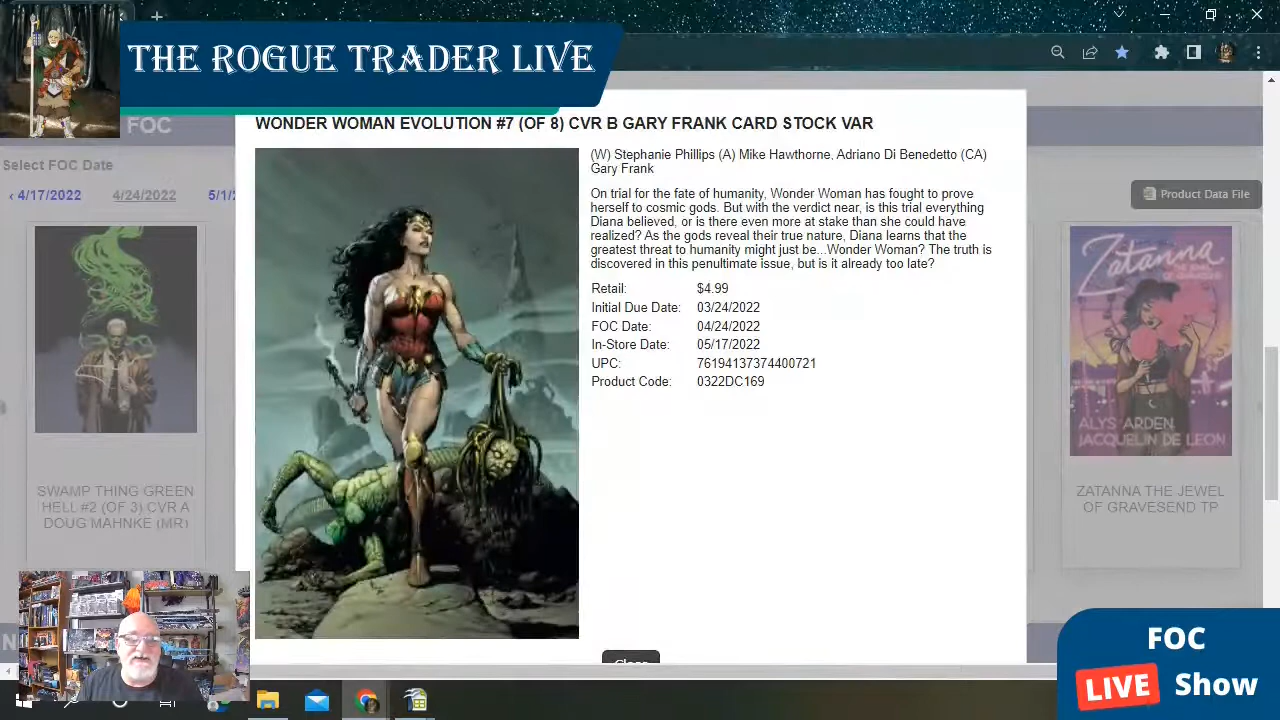 THE ROGUE TRADER LIVE
FOC
WONDER WOMAN EVOLUTION #7 (OF 8) CVR B GARY FRANK CARD STOCK VAR
Select FOC Date
‹ 4/17/2022 4/24/2022 5/1/
Product Data File
(W) Stephanie Phillips (A) Mike Hawthorne, Adriano Di Benedetto (CA)
Gary Frank
On trial for the fate of humanity, Wonder Woman has fought to prove
herself to cosmic gods. But with the verdict near, is this trial everything
Diana believed, or is there even more at stake than she could have
realized? As the gods reveal their true nature, Diana learns that the
greatest threat to humanity might just be...Wonder Woman? The truth is
discovered in this penultimate issue, but is it already too late?
Retail: $4.99
Initial Due Date: 03/24/2022
FOC Date: 04/24/2022
In-Store Date: 05/17/2022
UPC: 76194137374400721
Product Code: 0322DC169
Zatanna
ALYS ARDEN
JACQUELIN DE LEON
SWAMP THING GREEN
HELL #2 (OF 3) CVR A
DOUG MAHNKE (MR)
ZATANNA THE JEWEL
OF GRAVESEND TP
Close
FOC
LIVE Show